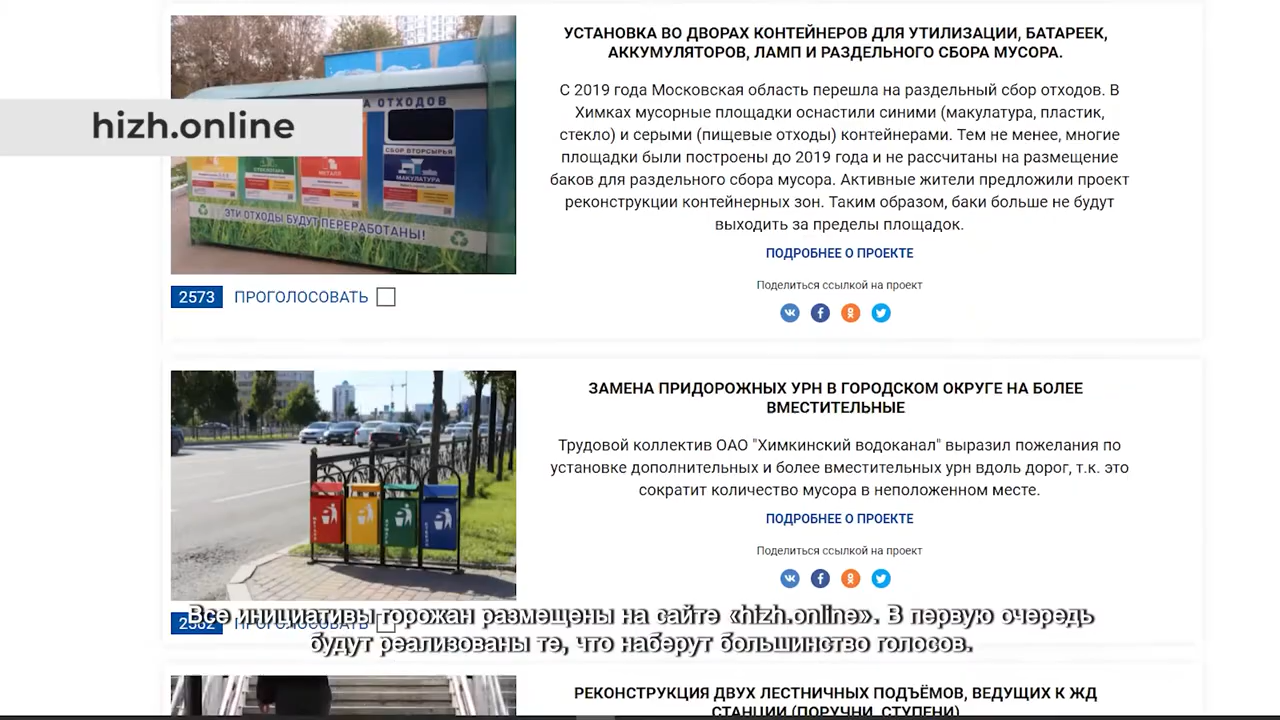 УСТАНОВКА ВО ДВОРАХ КОНТЕЙНЕРОВ ДЛЯ УТИЛИЗАЦИИ, БАТАРЕЕК,
АККУМУЛЯТОРОВ, ЛАМП И РАЗДЕЛЬНОГО СБОРА МУСОРА.
С 2019 года Московская область перешла на раздельный сбор отходов. В
Химках мусорные площадки оснастили синими (макулатура, пластик,
стекло) и серыми (пищевые отходы) контейнерами. Тем не менее, многие
площадки были построены до 2019 года и не рассчитаны на размещение
баков для раздельного сбора мусора. Активные жители предложили проект
реконструкции контейнерных зон. Таким образом, баки больше не будут
выходить за пределы площадок.
ПОДРОБНЕЕ О ПРОЕКТЕ
Поделиться ссылкой на проект
hizh.online
А ОТХОДОВ
СБОР ВТОРСЫРЬЯ
МЕТАЛЛ
МАКУЛАТУРА
ЭТИ ОТХОДЫ БУДУТ ПЕРЕРАБОТАНЫ!
2573 ПРОГОЛОСОВАТЬ
ЗАМЕНА ПРИДОРОЖНЫХ УРН В ГОРОДСКОМ ОКРУГЕ НА БОЛЕЕ
ВМЕСТИТЕЛЬНЫЕ
Трудовой коллектив ОАО "Химкинский водоканал" выразил пожелания по
установке дополнительных и более вместительных урн вдоль дорог, т.к. это
сократит количество мусора в неположенном месте.
ПОДРОБНЕЕ О ПРОЕКТЕ
Поделиться ссылкой на проект
ПРОГОЛОСОВАТЬ
Все инициативы горожан размещены на сайте «hizh.online». В первую очередь
будут реализованы те, что наберут большинство голосов.
РЕКОНСТРУКЦИЯ ДВУХ ЛЕСТНИЧНЫХ ПОДЪЁМОВ, ВЕДУЩИХ К ЖД
СТАНЦИИ (ПОРУЧНИ, СТУПЕНИ)